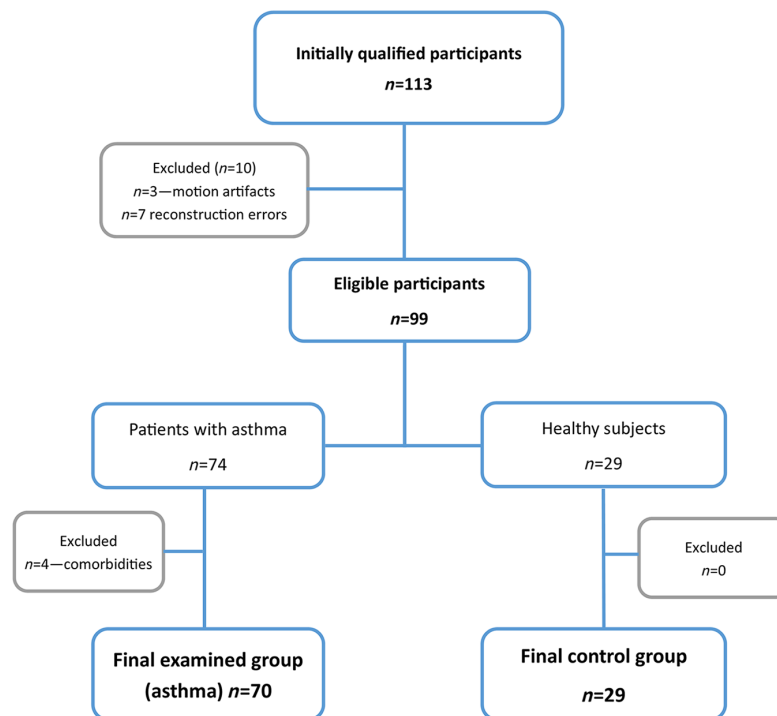 Initially qualified participants
n=113
Excluded (n=10)
n=3—motion artifacts
n=7 reconstruction errors
Eligible participants
n=99
Patients with asthma
n=74
Healthy subjects
n=29
Excluded
n=4—comorbidities
Excluded
n=0
Final examined group
(asthma) n=70
Final control group
n=29